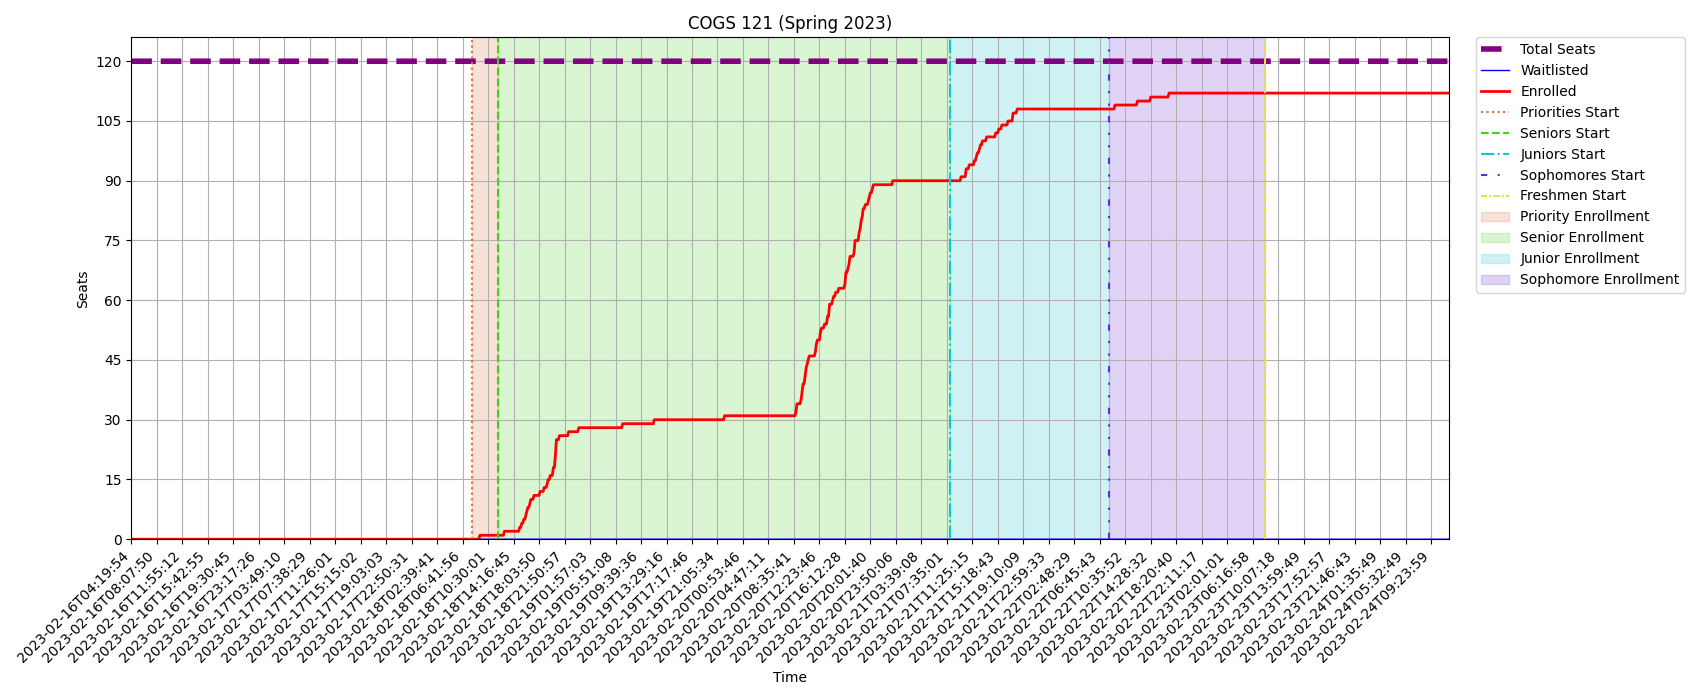 COGS 121 (Spring 2023)
Total Seats
Waitlisted
Enrolled
Priorities Start
Seniors Start
Juniors Start
Sophomores Start
Freshmen Start
Priority Enrollment
Senior Enrollment
Junior Enrollment
Sophomore Enrollment
Seats
120
105
90
75
60
45
30
15
0
2023-02-16T04:19:54
2023-02-16T08:07:50
2023-02-16T11:55:12
2023-02-16T15:42:55
2023-02-16T19:30:45
2023-02-16T23:17:26
2023-02-17T03:49:10
2023-02-17T07:38:29
2023-02-17T11:26:01
2023-02-17T15:15:02
2023-02-17T19:03:03
2023-02-17T22:50:31
2023-02-18T02:39:41
2023-02-18T06:41:56
2023-02-18T10:30:01
2023-02-18T14:16:45
2023-02-18T18:03:50
2023-02-18T21:50:57
2023-02-19T01:57:03
2023-02-19T05:51:08
2023-02-19T09:39:36
2023-02-19T13:29:16
2023-02-19T17:17:46
2023-02-19T21:05:34
2023-02-20T00:53:46
2023-02-20T04:47:11
2023-02-20T08:35:41
2023-02-20T12:23:46
2023-02-20T16:12:28
2023-02-20T20:01:40
2023-02-20T23:50:06
2023-02-21T03:39:08
2023-02-21T07:35:01
2023-02-21T11:25:15
2023-02-21T15:18:43
2023-02-21T19:10:09
2023-02-21T22:59:33
2023-02-22T02:48:29
2023-02-22T06:45:43
2023-02-22T10:35:52
2023-02-22T14:28:32
2023-02-22T18:20:40
2023-02-22T22:11:17
2023-02-23T02:01:01
2023-02-23T06:16:58
2023-02-23T10:07:18
2023-02-23T13:59:49
2023-02-23T17:52:57
2023-02-23T21:46:43
2023-02-24T01:35:49
2023-02-24T05:32:49
2023-02-24T09:23:59
Time